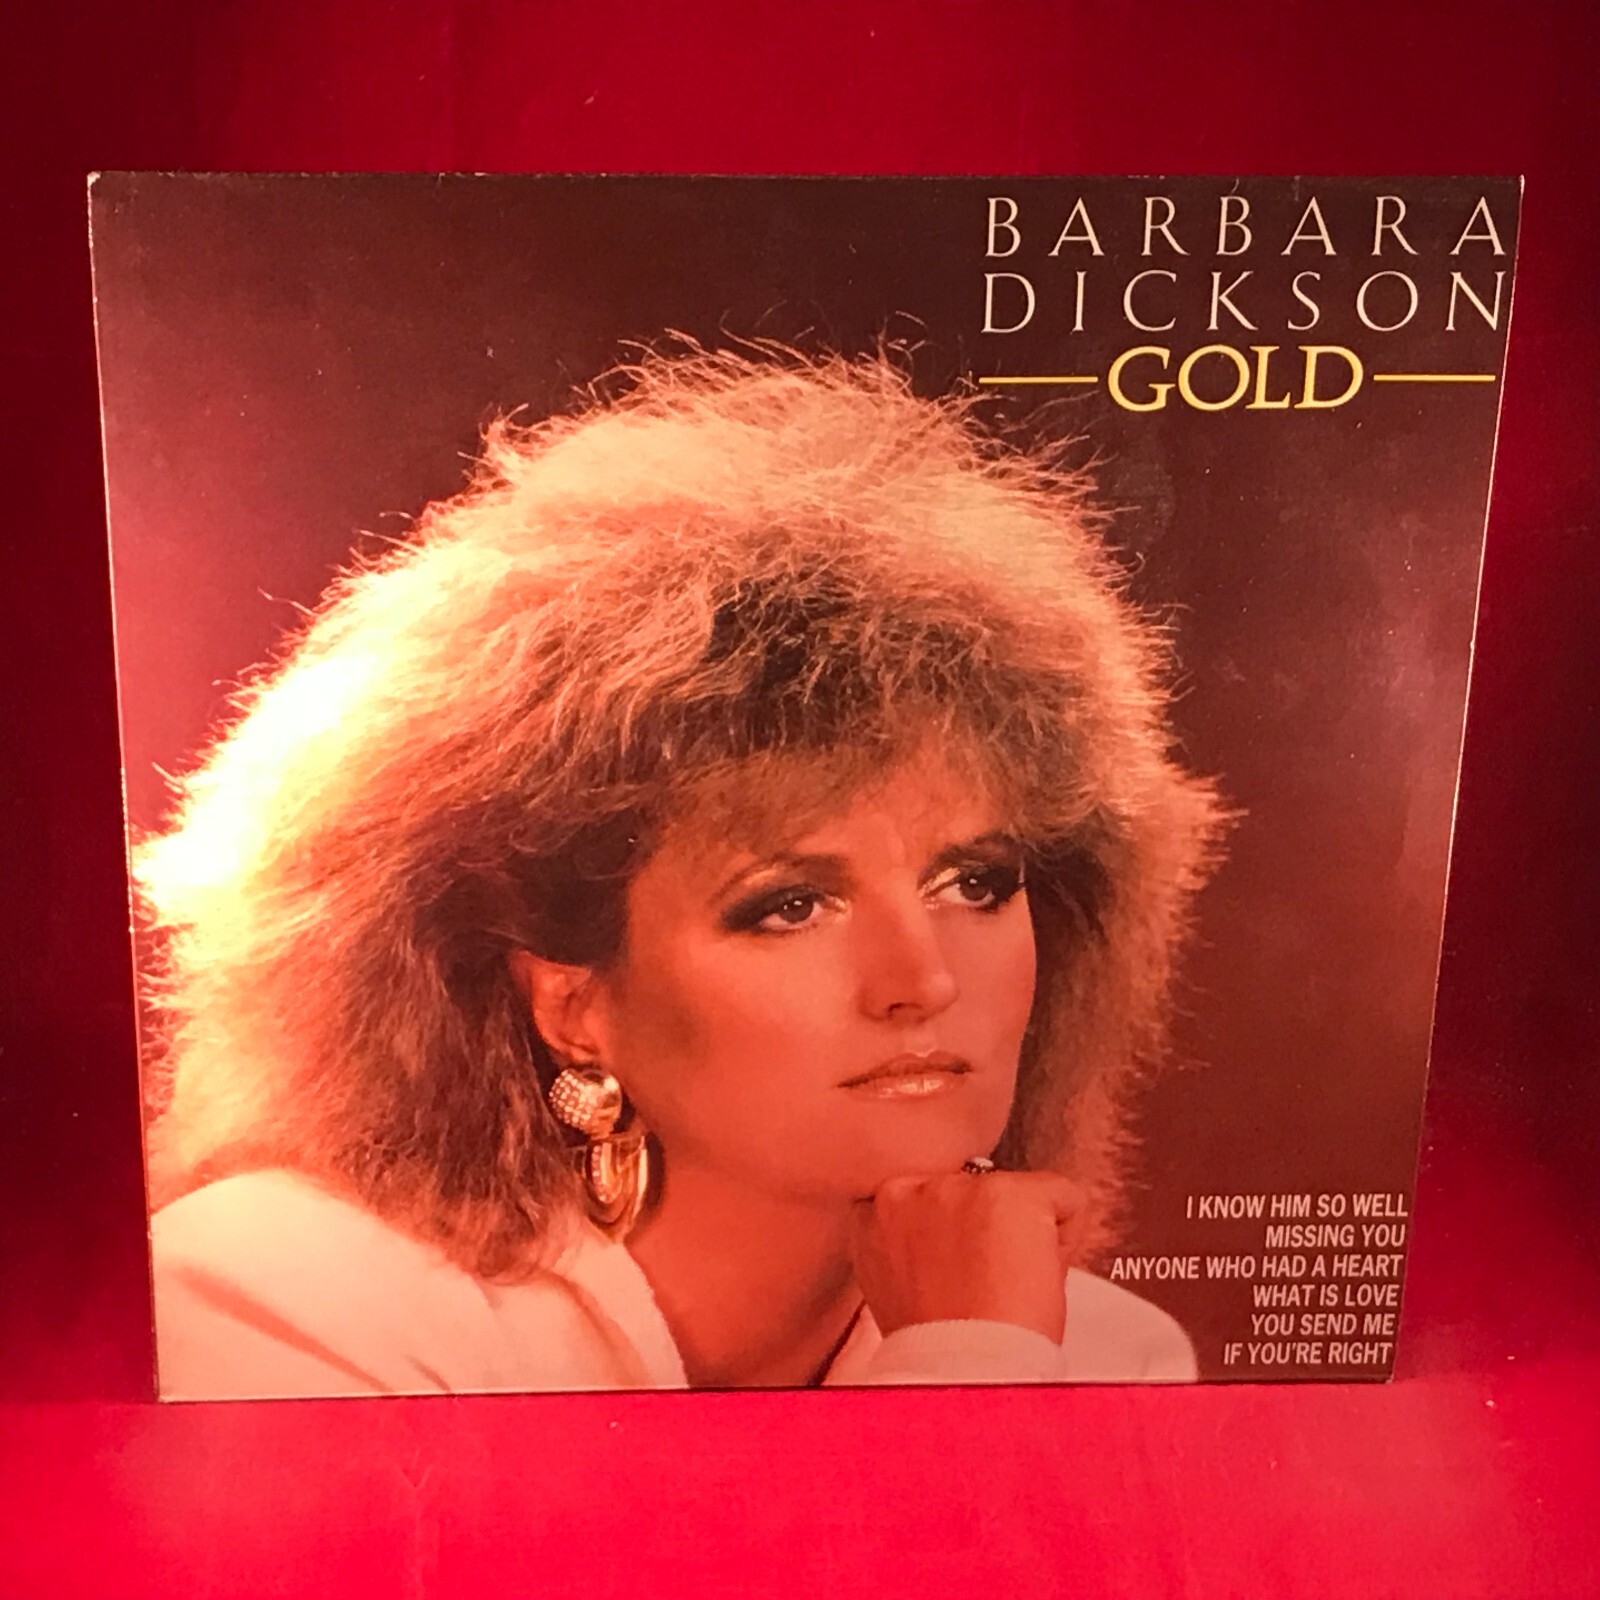 BARBARA
DICKSON
GOLD
I KNOW HIM SO WELL
MISSING YOU
ANYONE WHO HAD A HEART
WHAT IS LOVE
YOU SEND ME
IF YOU'RE RIGHT